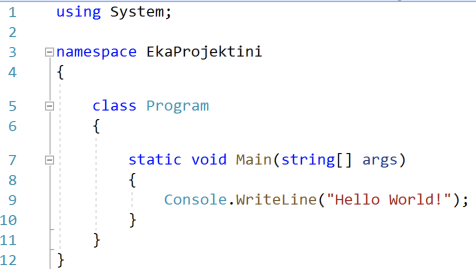 1 using System;
2
3 namespace EkaProjektini
4 {
5 class Program
6 {
7 static void Main(string[] args)
8 {
9 Console.WriteLine("Hello World!");
10 }
11 }
12 }